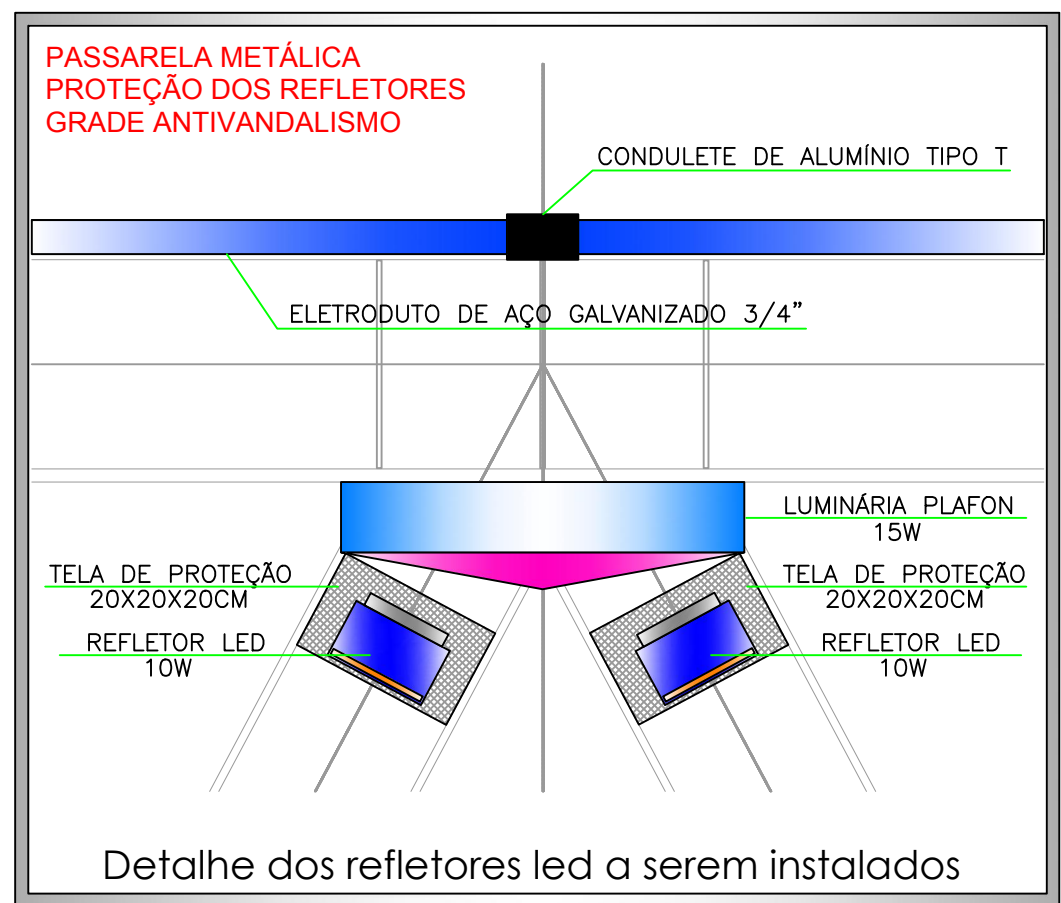 PASSARELA METÁLICA
PROTEÇÃO DOS REFLETORES
GRADE ANTIVANDALISMO
CONDULETE DE ALUMÍNIO TIPO T
ELETRODUTO DE AÇO GALVANIZADO 3/4”
LUMINÁRIA PLAFON
15W
TELA DE PROTEÇÃO
20X20X20CM
REFLETOR LED
10W
TELA DE PROTEÇÃO
20X20X20CM
REFLETOR LED
10W
Detalhe dos refletores led a serem instalados